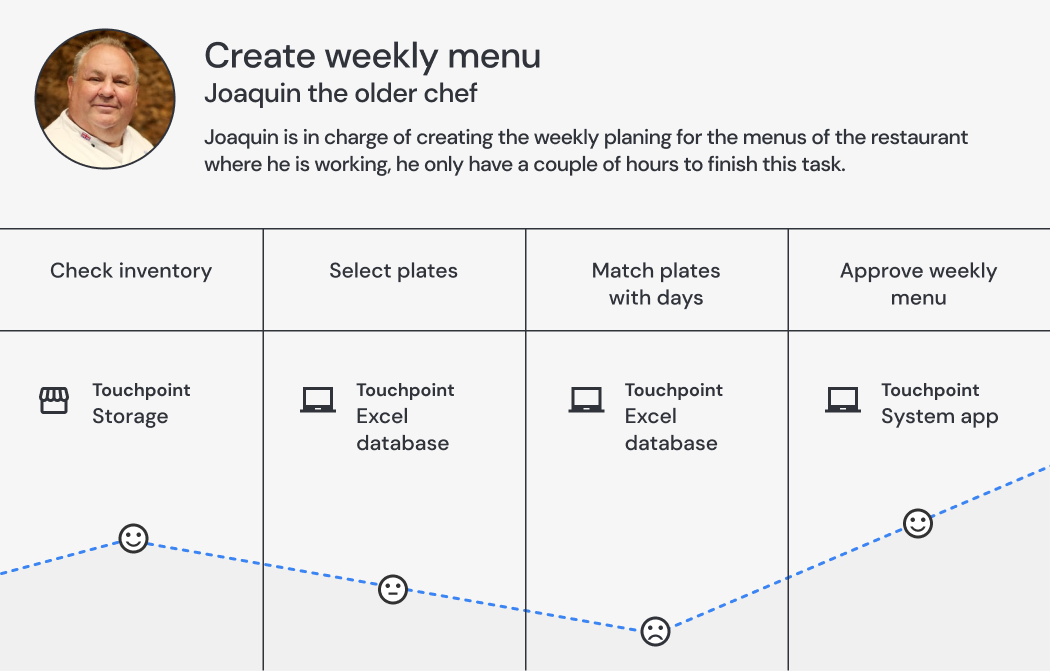 Create weekly menu
Joaquin the older chef
Joaquin is in charge of creating the weekly planing for the menus of the restaurant
where he is working, he only have a couple of hours to finish this task.
Check inventory
Select plates
Match plates
with days
Approve weekly
menu
Touchpoint
Storage
Touchpoint
Excel
database
Touchpoint
Excel
database
Touchpoint
System app